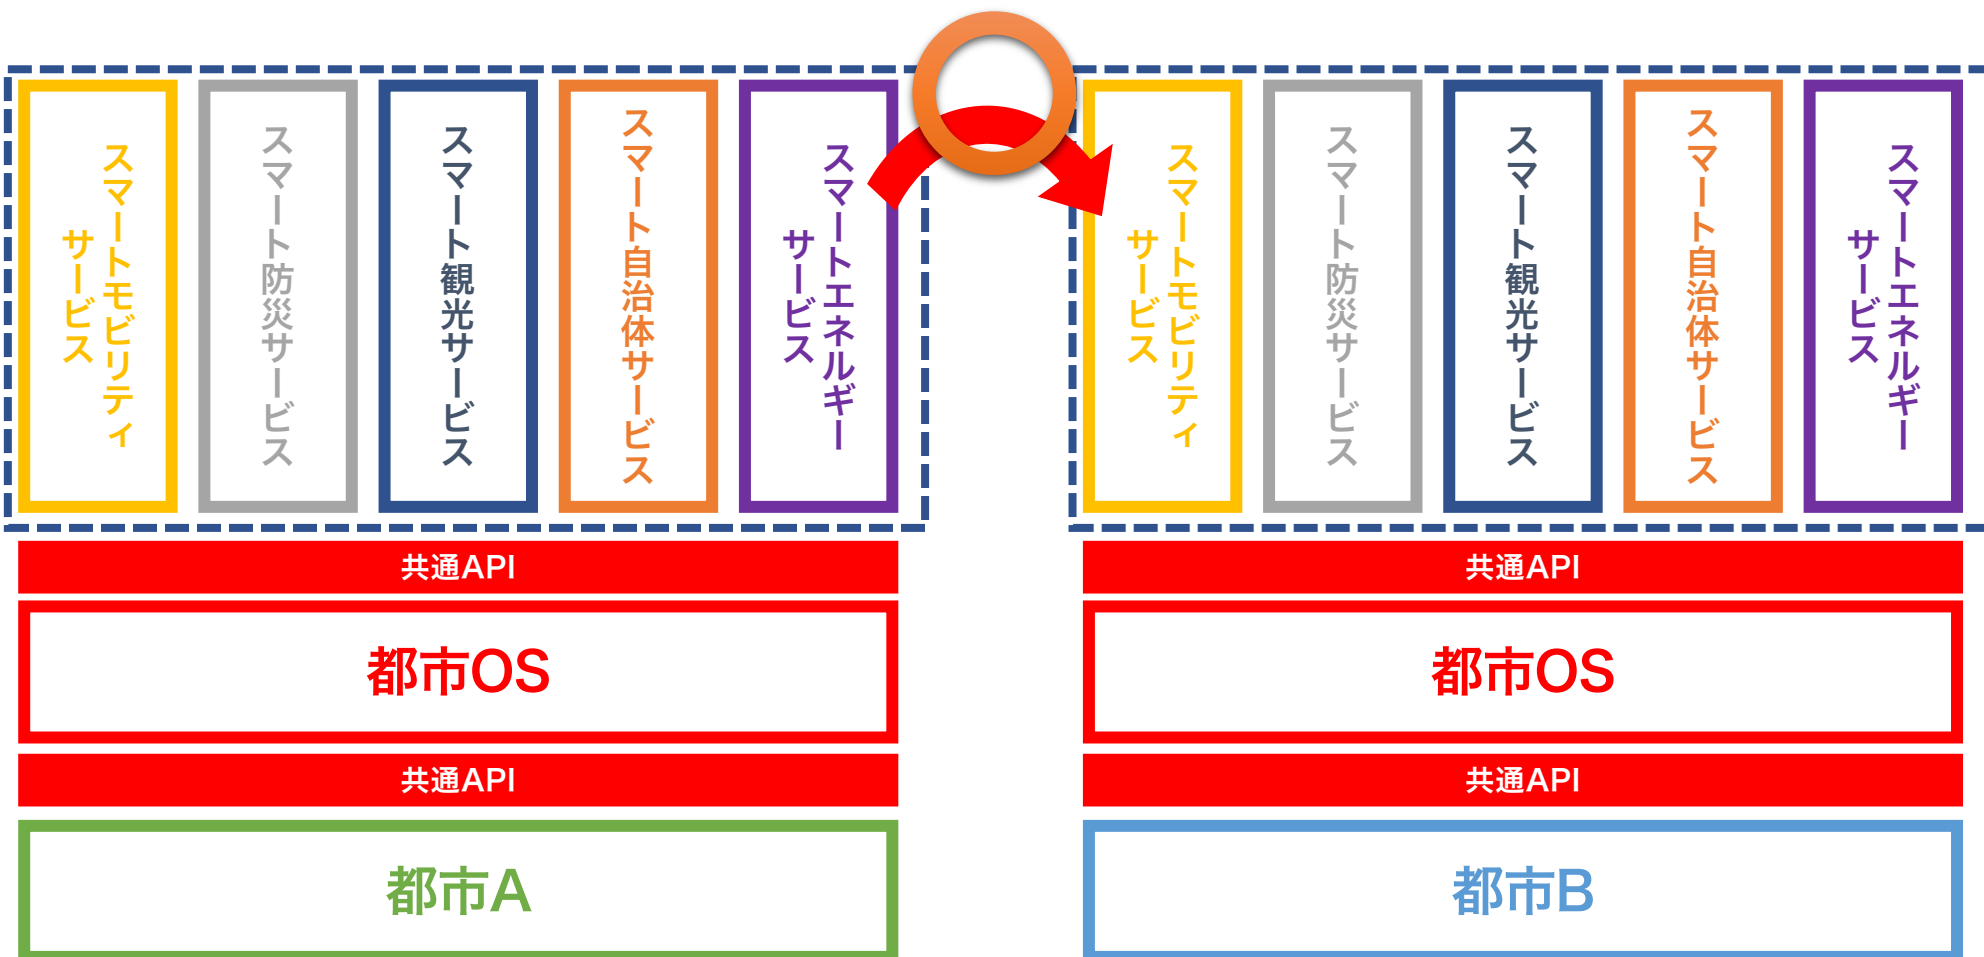 スマートモビリティ
サービス
スマート防災サービス
スマート観光サービス
スマート自治体サービス
スマートエネルギー
サービス
共通API
都市OS
共通API
都市A
スマートモビリティ
サービス
スマート防災サービス
スマート観光サービス
スマート自治体サービス
スマートエネルギー
サービス
共通API
都市OS
共通API
都市B